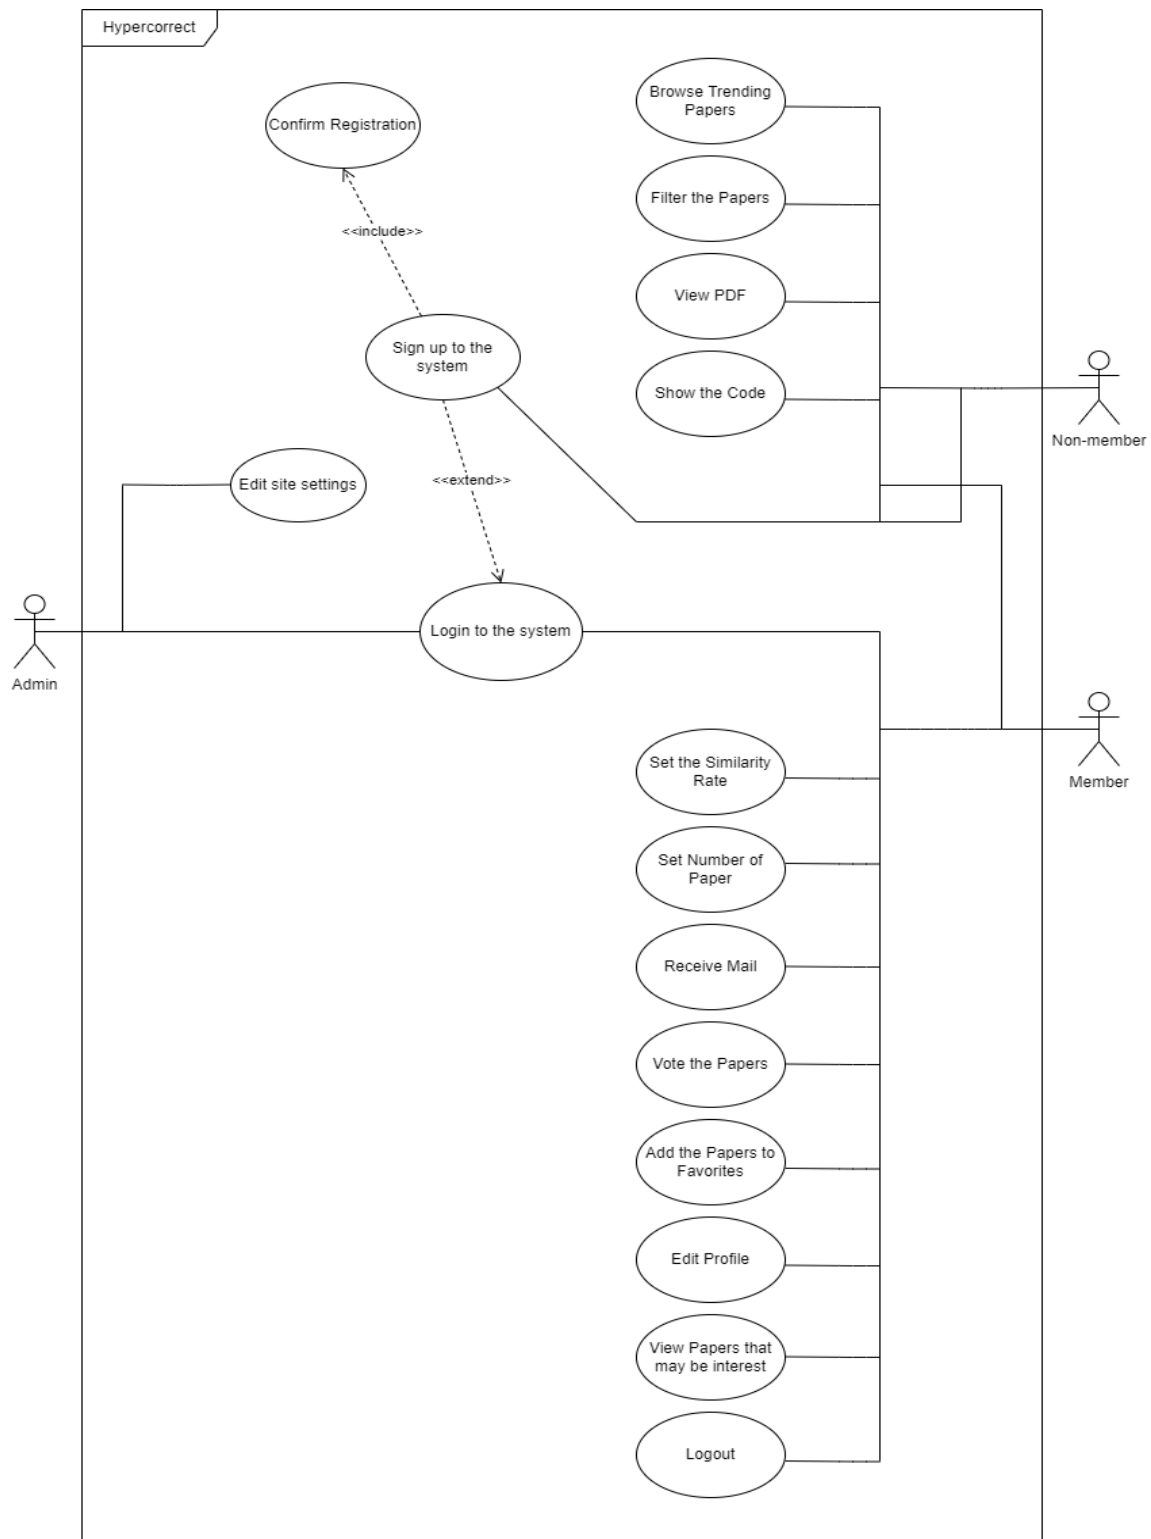 Hypercorrect
Browse Trending
Papers
Confirm Registration
Filter the Papers
<<include>>
View PDF
Sign up to the
system
Show the Code
Non-member
Edit site settings
<<extend>>
Login to the system
Admin
Set the Similarity
Rate
Member
Set Number of
Paper
Receive Mail
Vote the Papers
Add the Papers to
Favorites
Edit Profile
View Papers that
may be interest
Logout